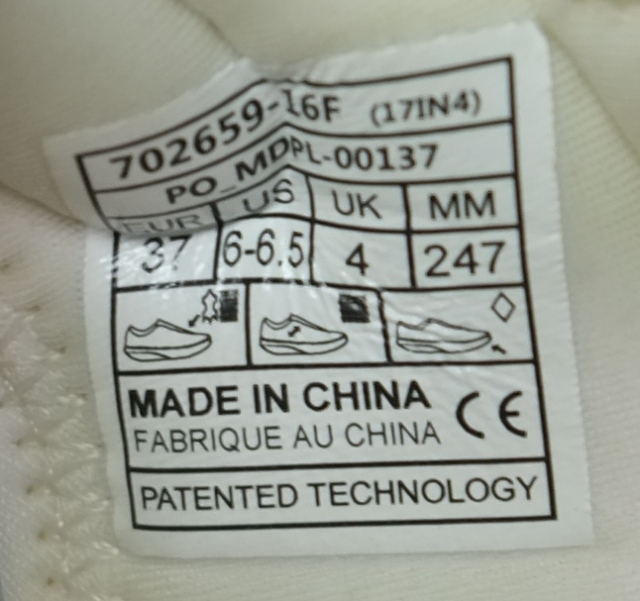 702659-16F (17IN4)
PO_MDPL-00137
EUR US UK MM
37 6-6.5 4 247
MADE IN CHINA
FABRIQUE AU CHINA
CE
PATENTED TECHNOLOGY